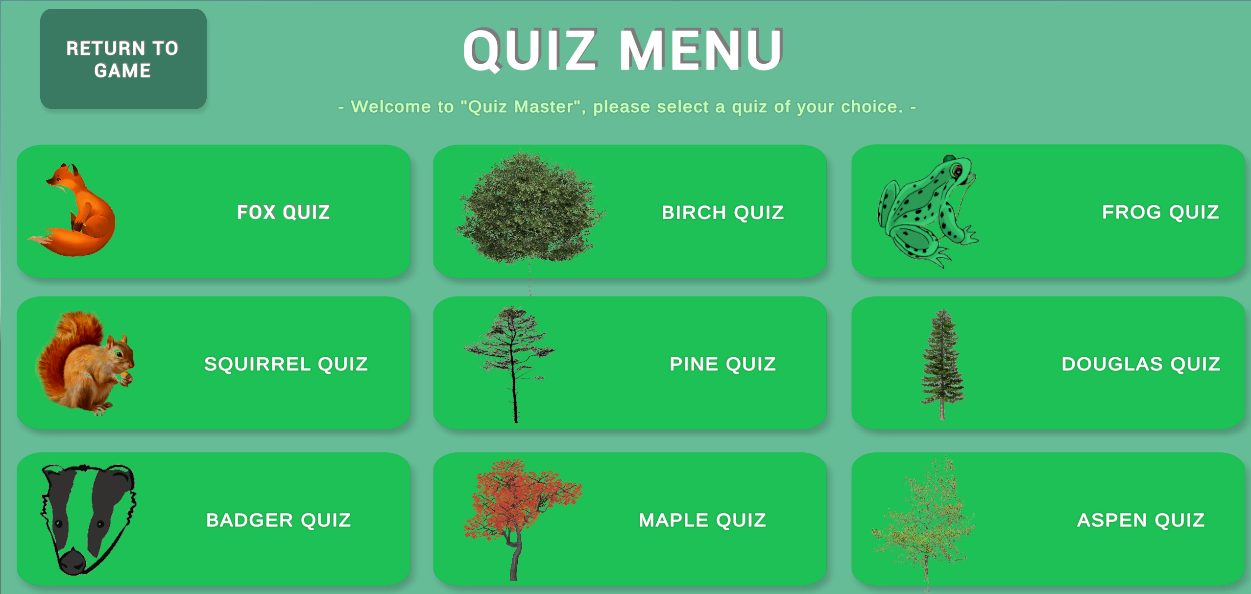 RETURN TO
GAME
QUIZ MENU
- Welcome to "Quiz Master", please select a quiz of your choice. -
FOX QUIZ
BIRCH QUIZ
FROG QUIZ
SQUIRREL QUIZ
PINE QUIZ
DOUGLAS QUIZ
BADGER QUIZ
MAPLE QUIZ
ASPEN QUIZ